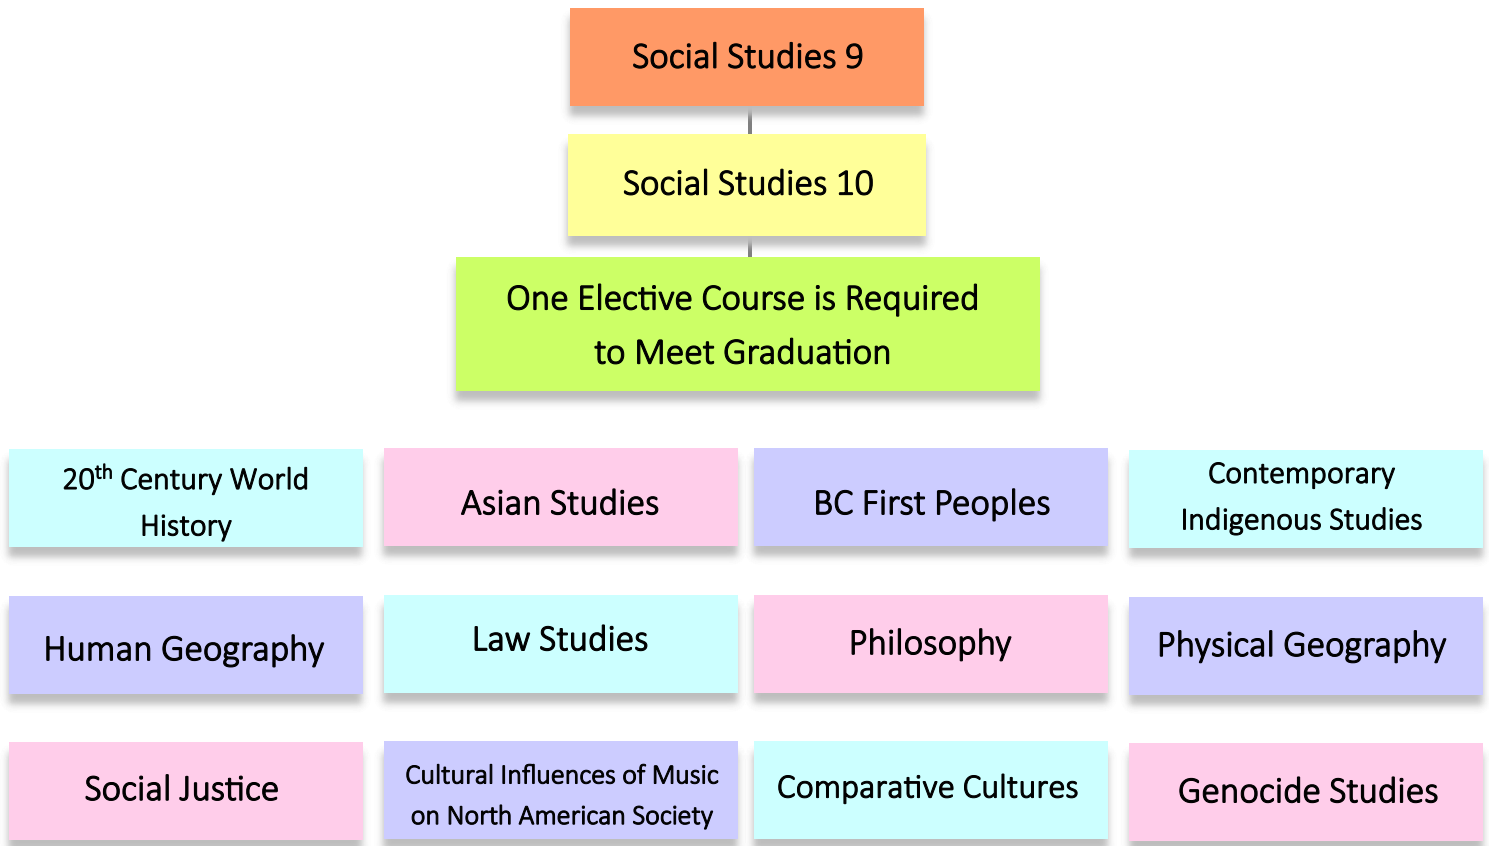 Social Studies 9
Social Studies 10
One Elective Course is Required
to Meet Graduation
20th Century World
History
Asian Studies
BC First Peoples
Contemporary
Indigenous Studies
Human Geography
Law Studies
Philosophy
Physical Geography
Social Justice
Cultural Influences of Music
on North American Society
Comparative Cultures
Genocide Studies